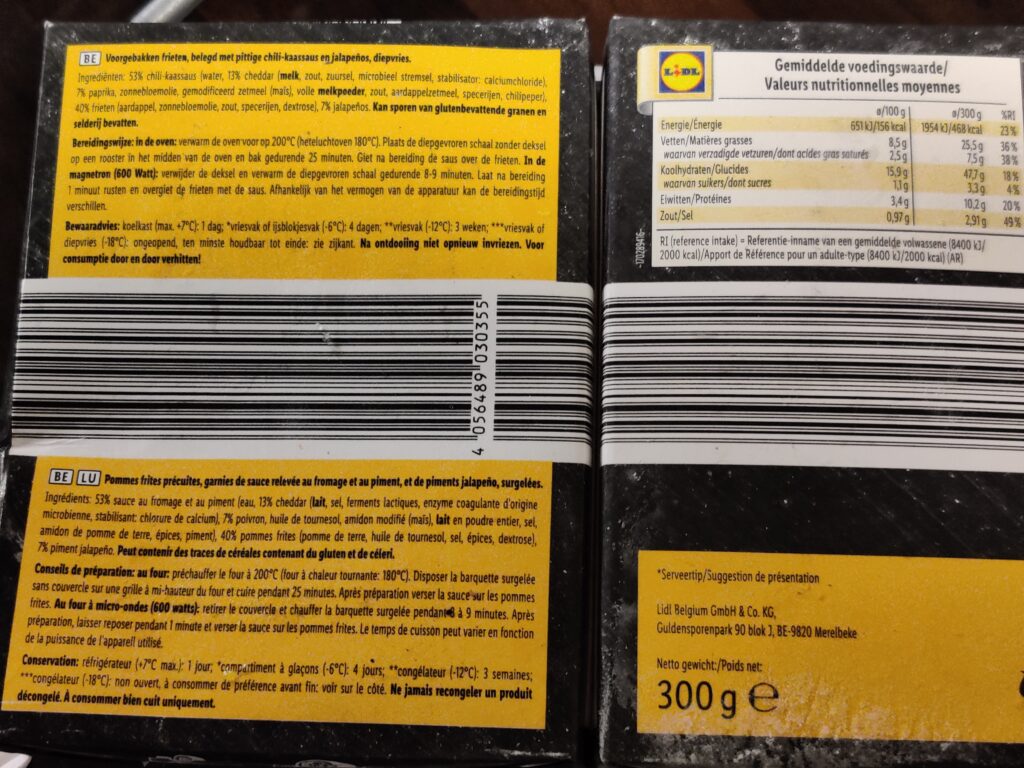 BE Voorgebakken frieten, belegd met pittige chili-kaassaus en jalapeños, diepvries.
Ingrediënten: 53% chili-kaassaus (water, 13% cheddar (melk, zout, zuursel, microbieel stremsel, stabilisator: calciumchloride),
7% paprika, zonnebloemolie, gemodificeerd zetmeel (maïs), volle melkpoeder, zout, aardappelzetmeel, specerijen, chilipeper),
40% frieten (aardappel, zonnebloemolie, zout, specerijen, dextrose), 7% jalapeños. Kan sporen van glutenbevattende granen en
selderij bevatten.
Bereidingswijze: in de oven: verwarm de oven voor op 200°C (heteluchtoven 180°C). Plaats de diepgevroren schaal zonder deksel
op een rooster in het midden van de oven en bak gedurende 25 minuten. Giet na bereiding de saus over de frieten. In de
magnetron (600 Watt): verwijder de deksel en verwarm de diepgevroren schaal gedurende 8-9 minuten. Laat na bereiding
1 minuut rusten en overgiet de frieten met de saus. Afhankelijk van het vermogen van de apparatuur kan de bereidingstijd
verschillen.
Bewaaradvies: koelkast (max. +7°C): 1 dag; *vriesvak of ijsblokjesvak (-6°C): 4 dagen; **vriesvak (-12°C): 3 weken; ***vriesvak of
diepvries (-18°C): ongeopend, ten minste houdbaar tot einde: zie zijkant. Na ontdooiing niet opnieuw invriezen. Voor
consumptie door en door verhitten!
4 056489 030355
BE LU Pommes frites précuites, garnies de sauce relevée au fromage et au piment, et de piments jalapeño, surgelées.
Ingrédients: 53% sauce au fromage et au piment (eau, 13% cheddar (lait, sel, ferments lactiques, enzyme coagulante d'origine
microbienne, stabilisant: chlorure de calcium), 7% poivron, huile de tournesol, amidon modifié (maïs), lait en poudre entier, sel,
amidon de pomme de terre, épices, piment), 40% pommes frites (pomme de terre, huile de tournesol, sel, épices, dextrose),
7% piment jalapeño. Peut contenir des traces de céréales contenant du gluten et de céleri.
Conseils de préparation: au four: préchauffer le four à 200°C (four à chaleur tournante: 180°C). Disposer la barquette surgelée
sans couvercle sur une grille à mi-hauteur du four et cuire pendant 25 minutes. Après préparation verser la sauce sur les pommes
frites. Au four à micro-ondes (600 watts): retirer le couvercle et chauffer la barquette surgelée pendant 8 à 9 minutes. Après
préparation, laisser reposer pendant 1 minute et verser la sauce sur les pommes frites. Le temps de cuisson peut varier en fonction
de la puissance de l'appareil utilisé.
Conservation: réfrigérateur (+7°C max.): 1 jour; *compartiment à glaçons (-6°C): 4 jours; **congélateur (-12°C): 3 semaines;
***congélateur (-18°C): non ouvert, à consommer de préférence avant fin: voir sur le côté. Ne jamais recongeler un produit
décongelé. À consommer bien cuit uniquement.
LIDL
Gemiddelde voedingswaarde/
Valeurs nutritionnelles moyennes
ø/100 g ø/300 g %RI
Energie/Énergie 651 kJ/156 kcal 1954 kJ/468 kcal 23%
Vetten/Matières grasses 8,5g 25,5g 36%
waarvan verzadigde vetzuren/dont acides gras saturés 2,5g 7,5g 38%
Koolhydraten/Glucides 15,9g 47,7g 18%
waarvan suikers/dont sucres 1,1g 3,3g 4%
Eiwitten/Protéines 3,4g 10,2g 20%
Zout/Sel 0,97g 2,91g 49%
RI (reference intake) = Referentie-inname van een gemiddelde volwassene (8400 kJ/
2000 kcal)/Apport de Référence pour un adulte-type (8400 kJ/2000 kcal) (AR)
-170289416-
*Serveertip/Suggestion de présentation
Lidl Belgium GmbH & Co. KG,
Guldensporenpark 90 blok J, BE-9820 Merelbeke
Netto gewicht:/Poids net:
300 g e